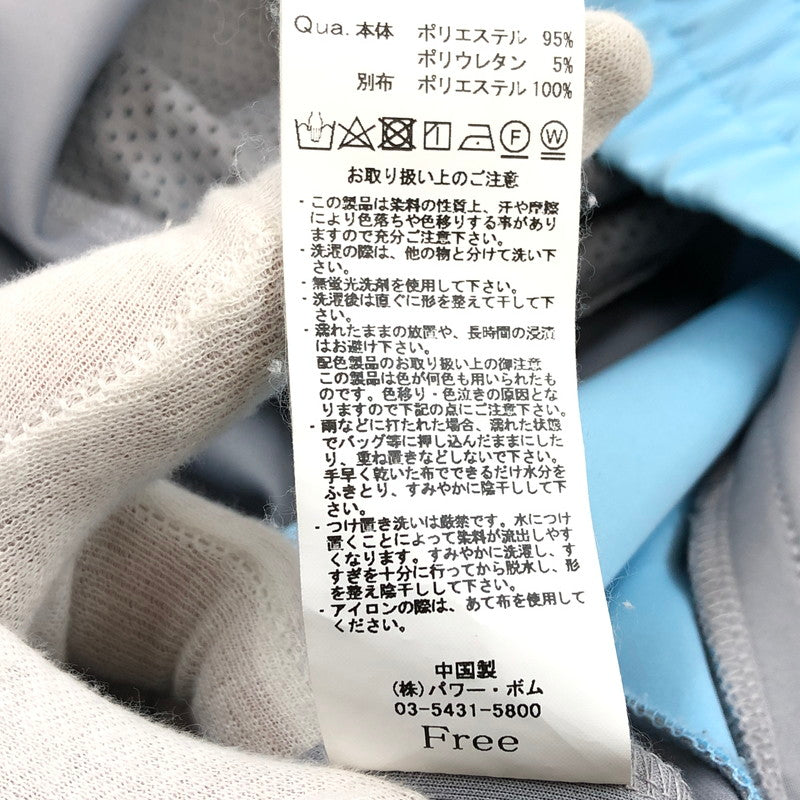 Qua. 本体 ポリエステル 95%
ポリウレタン 5%
別布 ポリエステル 100%
F W
お取り扱い上のご注意
・この製品は染料の性質上、汗や摩擦
により色落ちや色移りする事があり
ますので充分ご注意下さい。
・洗濯の際は、他の物と分けて洗い下
さい。
・無蛍光洗剤を使用して下さい。
・洗濯後は直ぐに形を整えて干して下
さい。
・濡れたままの放置や、長時間の浸漬
はお避け下さい。
配色製品のお取り扱い上の御注意
この製品は色が何色も用いられたも
のです。色移り・色泣きの原因とな
りますので下記の点にご注意下さい。
・雨などに打たれた場合、濡れた状態
でバッグ等に押し込んだままにした
り、重ね置きなどしないで下さい。
手早く乾いた布でできるだけ水分を
ふきとり、すみやかに陰干しして下
さい。
・つけ置き洗いは厳禁です。水につけ
置くことによって染料が流出しやす
くなります。すみやかに洗濯し、す
すぎを十分に行ってから脱水し、形
を整え陰干しして下さい。
・アイロンの際は、あて布を使用して
ください。
中国製
(株)パワー・ボム
03-5431-5800
Free